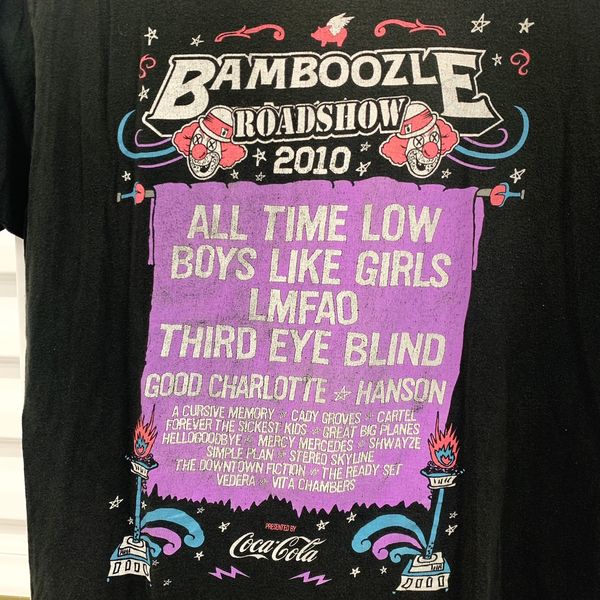 BAMBOOZLE
ROADSHOW
2010
ALL TIME LOW
BOYS LIKE GIRLS
LMFAO
THIRD EYE BLIND
GOOD CHARLOTTE ☆ HANSON
A CURSIVE MEMORY ☆ CADY GROVES ☆ CARTEL
FOREVER THE SICKEST KIDS ☆ GREAT BIG PLANES
HELLOGOODBYE ☆ MERCY MERCEDES ☆ SHWAYZE
SIMPLE PLAN ☆ STEREO SKYLINE
THE DOWNTOWN FICTION ☆ THE READY SET
VEDERA ☆ VITA CHAMBERS
PRESENTED BY
Coca-Cola